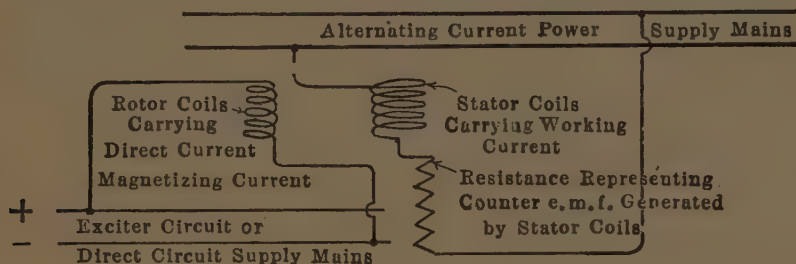 Alternating Current Power Supply Mains
Rotor Coils
Carrying
Direct Current
Magnetizing Current
Stator Coils
Carrying Working
Current
Resistance Representing
Counter e.m.f. Generated
by Stator Coils
+
Exciter Circuit or
-
Direct Circuit Supply Mains